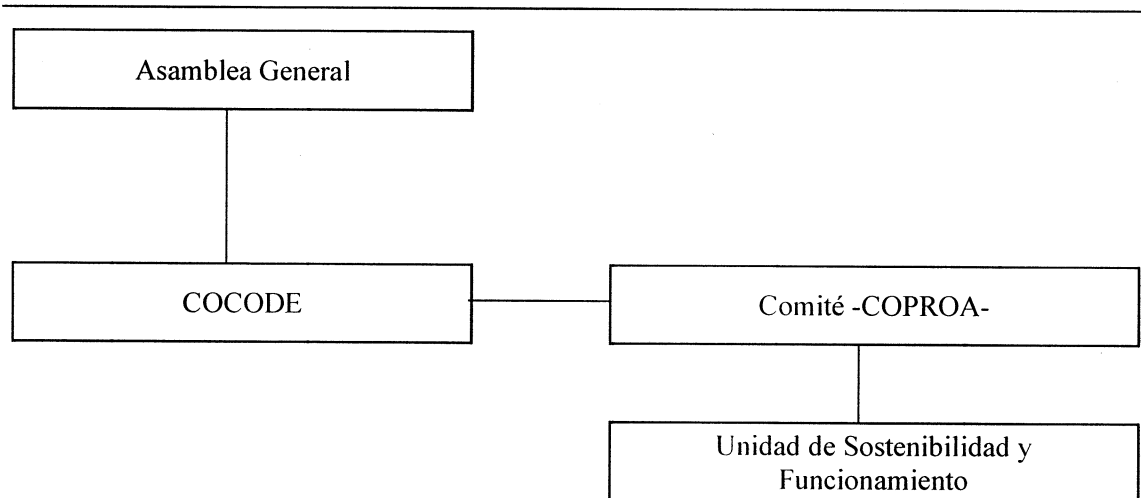 Asamblea General
COCODE
Comité -COPROA-
Unidad de Sostenibilidad y
Funcionamiento